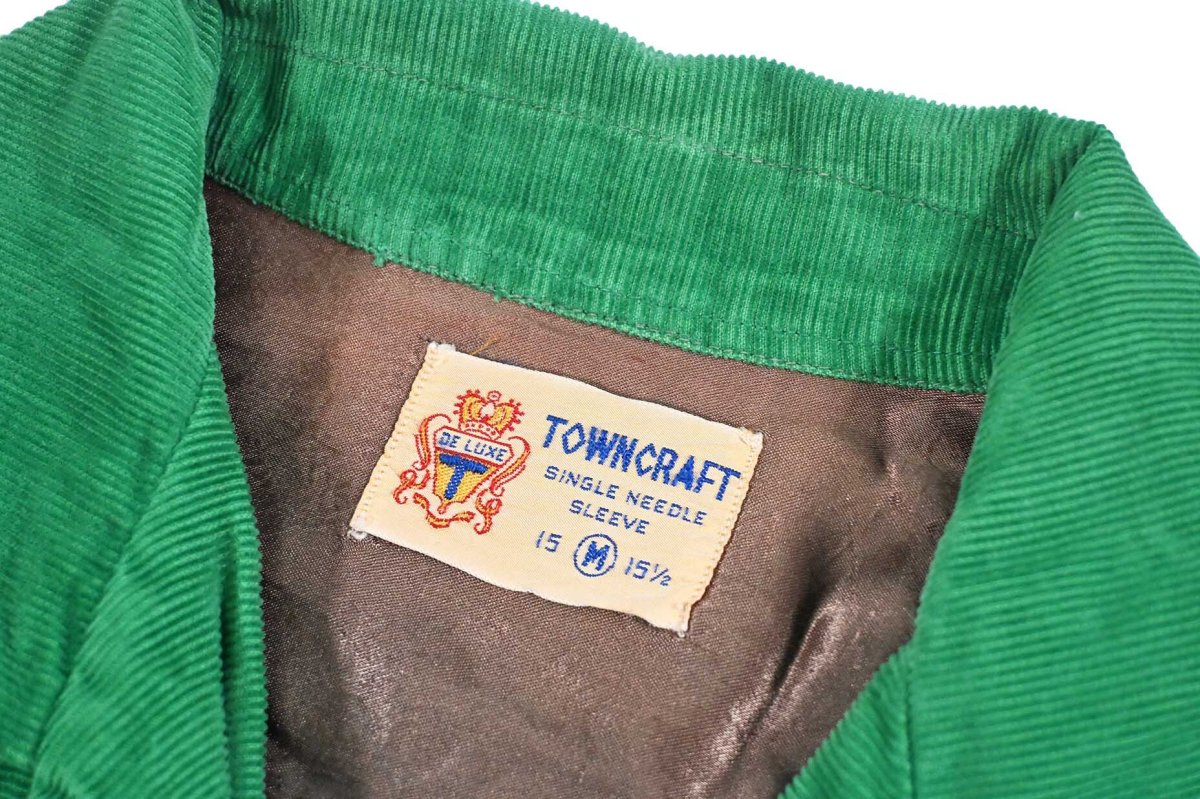 DE LUXE
T
TOWNCRAFT
SINGLE NEEDLE
SLEEVE
15 M 15½